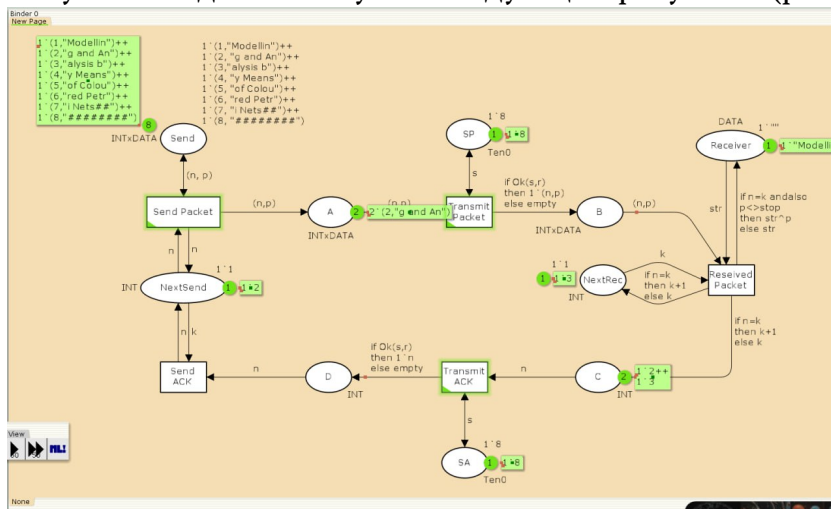 Binder 0
New Page
1`(1,"Modellin")++
1`(2,"g and An")++
1`(3,"alysis b")++
1`(4,"y Means")++
1`(5,"of Colou")++
1`(6,"red Petr")++
1`(7,"i Nets##")++
1`(8,"########")
1`(1,"Modellin")++
1`(2, "g and An")++
1`(3,"alysis b")++
1`(4, "y Means")++
1`(5, "of Colou")++
1`(6, "red Petr")++
1`(7, "i Nets##")++
1`(8, "########")
8
Send
INTxDATA
(n, p)
Send Packet
(n,p)
A
INTxDATA
2
2`(2,"g and An")
(n,p)
1`8
SP
1
1`8
Ten0
s
Transmit
Packet
if Ok(s,r)
then 1`(n,p)
else empty
B
INTxDATA
(n,p)
DATA
1`""
Receiver
1
1`"Modelli
str
if n=k andalso
p<>stop
then str^p
else str
n
n
1`1
NextSend
INT
1
1`2
1`1
NextRec
INT
1
1`3
k
if n=k
then k+1
else k
Reseived
Packet
if n=k
then k+1
else k
n
k
Send
ACK
n
D
INT
if Ok(s,r)
then 1`n
else empty
Transmit
ACK
n
C
INT
2
1`2++
1`3
s
1`8
SA
1
1`8
Ten0
View
ML!
None